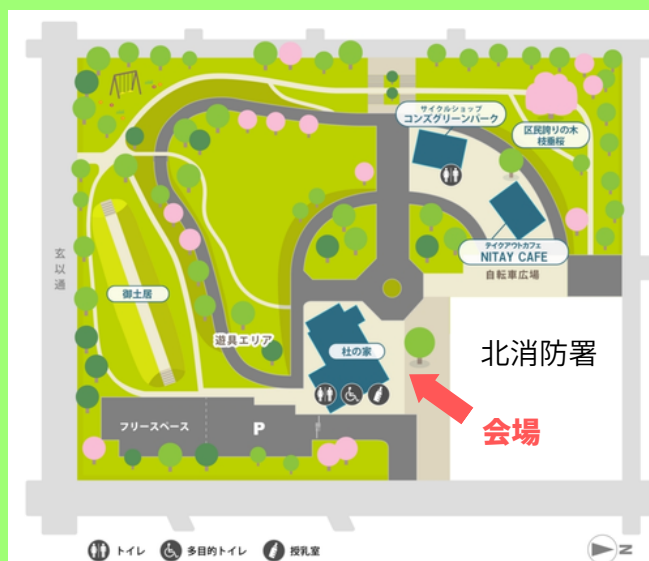 サイクルショップ
コンズグリーンパーク
区民誇りの木
枝垂桜
テイクアウトカフェ
NITAY CAFE
自転車広場
玄以通
御土居
遊具エリア
杜の家
北消防署
会場
フリースペース
P
トイレ
多目的トイレ
授乳室
N